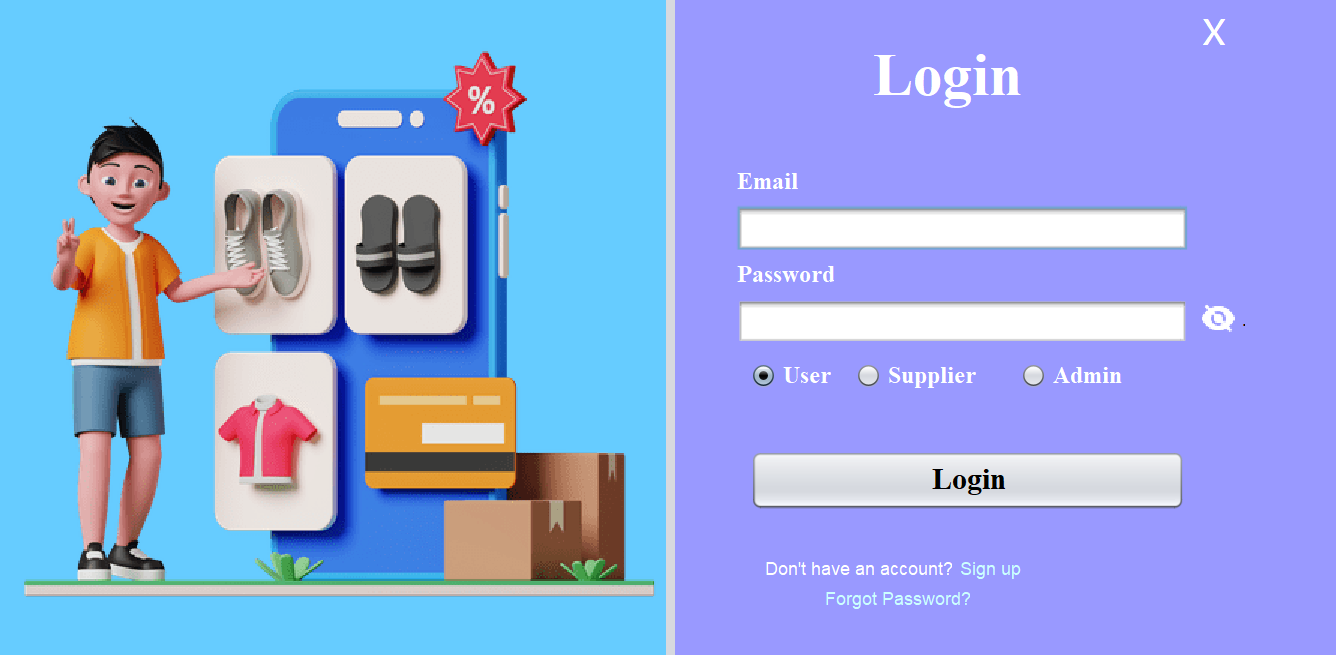 %
X
Login
Email
Password
.
User Supplier Admin
Login
Don't have an account? Sign up
Forgot Password?